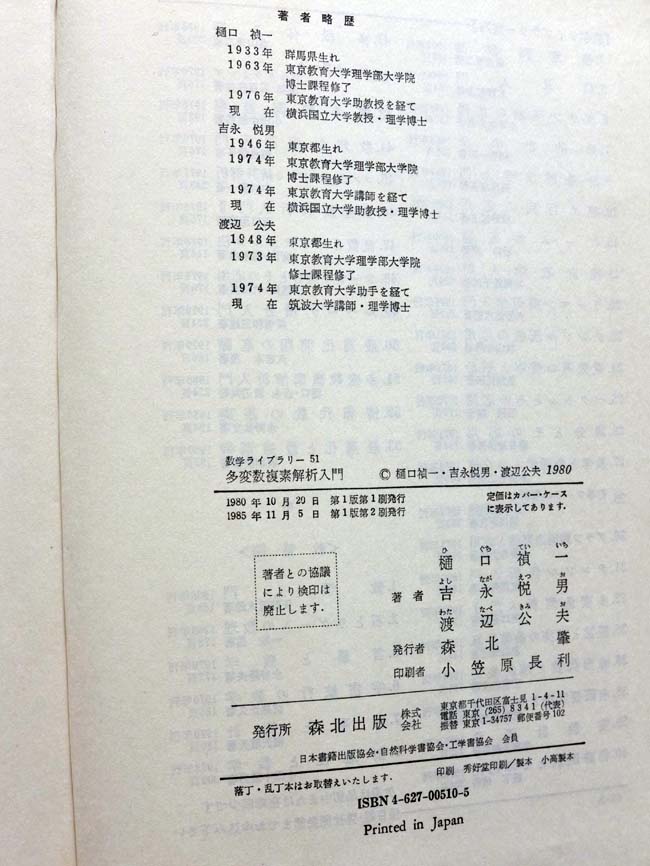 著者略歴
樋口 禎一
1933年 群馬県生れ
1963年 東京教育大学理学部大学院
博士課程修了
1976年 東京教育大学助教授を経て
現在 横浜国立大学教授・理学博士
吉永 悦男
1946年 東京都生れ
1974年 東京教育大学理学部大学院
博士課程修了
1974年 東京教育大学講師を経て
現在 横浜国立大学助教授・理学博士
渡辺 公夫
1948年 東京都生れ
1973年 東京教育大学理学部大学院
修士課程修了
1974年 東京教育大学助手を経て
現在 筑波大学講師・理学博士
数学ライブラリー 51
多変数複素解析入門 © 樋口禎一・吉永悦男・渡辺公夫 1980
1980年10月20日 第1版第1刷発行
1985年11月5日 第1版第2刷発行
定価はカバー・ケース
に表示してあります.
著者との協議
により検印は
廃止します.
ひ ぐち てい いち
樋口禎一
よし なが えつ お
著者 吉永悦男
わた なべ きみ お
渡辺公夫
発行者 森北肇
印刷者 小笠原長利
発行所 森北出版 株式会社
東京都千代田区富士見 1-4-11
電話 東京 (265) 8341 (代表)
振替 東京 1-34757 郵便番号 102
日本書籍出版協会・自然科学書協会・工学書協会 会員
落丁・乱丁本はお取替えいたします. 印刷 秀好堂印刷/製本 小高製本
ISBN 4-627-00510-5
Printed in Japan